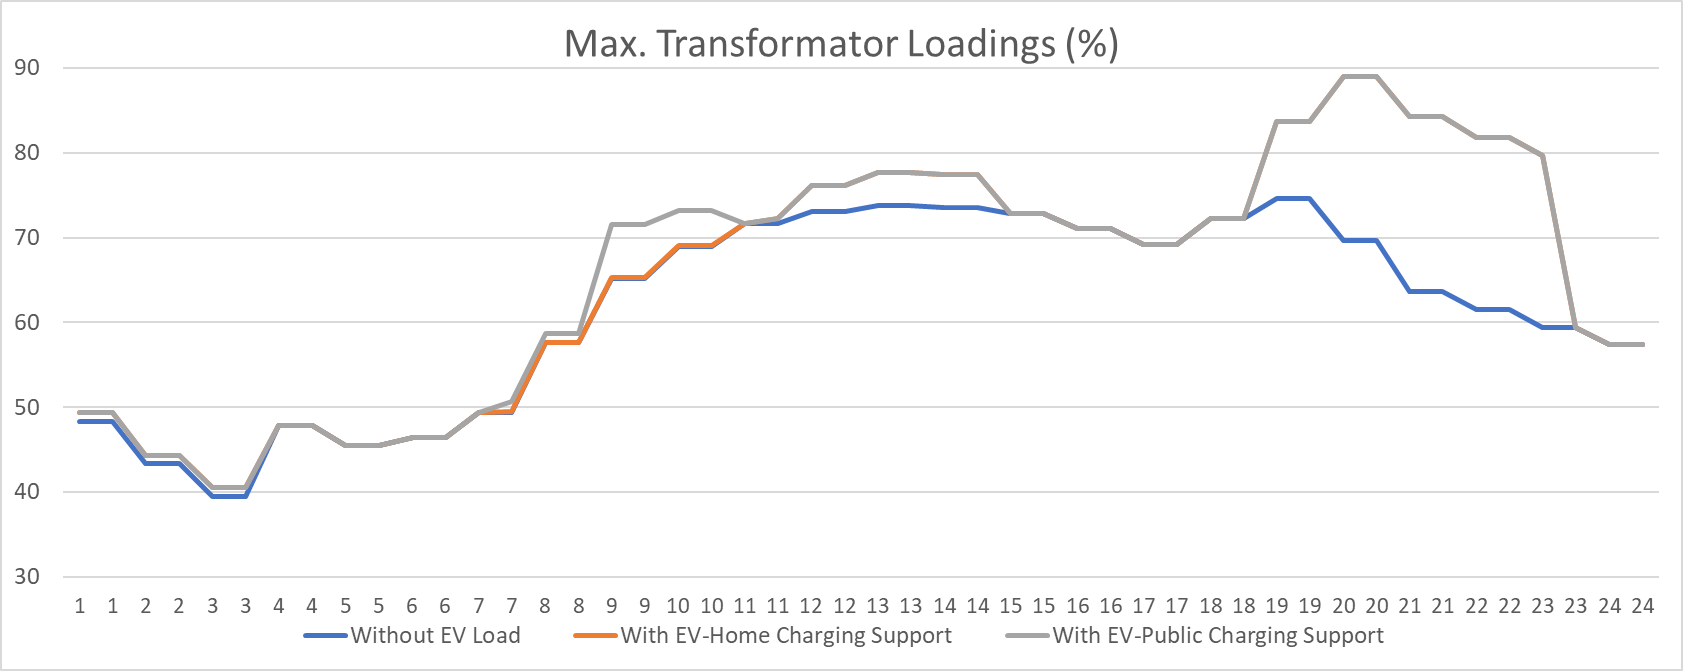 Max. Transformator Loadings (%)
90
80
70
60
50
40
30
1 1 2 2 3 3 4 4 5 5 6 6 7 7 8 8 9 9 10 10 11 11 12 12 13 13 14 14 15 15 16 16 17 17 18 18 19 19 20 20 21 21 22 22 23 23 24 24
Without EV Load With EV-Home Charging Support With EV-Public Charging Support